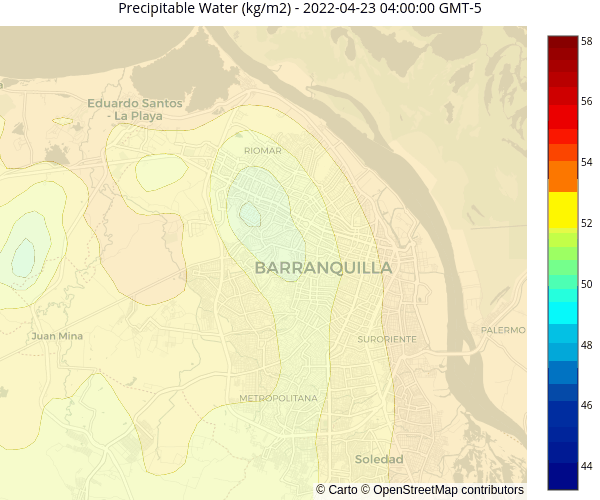 Precipitable Water (kg/m2) - 2022-04-23 04:00:00 GMT-5
58
56
54
52
50
48
46
44
Eduardo Santos
- La Playa
RIOMAR
BARRANQUILLA
Juan Mina
SURORIENTE
PALERMO
METROPOLITANA
Soledad
© Carto © OpenStreetMap contributors